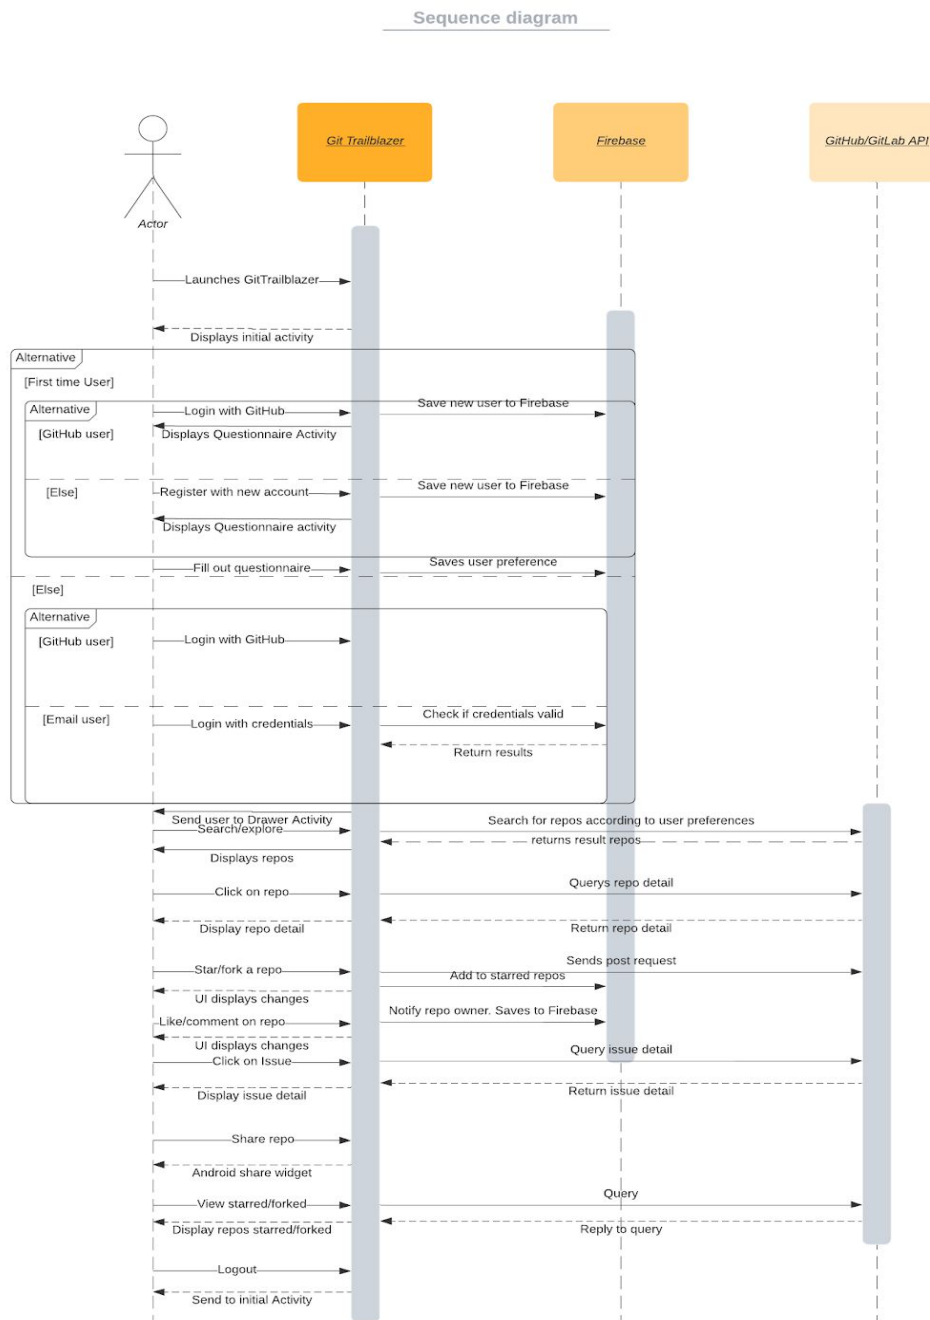 Sequence diagram
Git Trailblazer
Firebase
GitHub/GitLab API
Actor
Launches GitTrailblazer
Displays initial activity
Alternative
[First time User]
Alternative
Login with GitHub
Save new user to Firebase
[GitHub user]
Displays Questionnaire Activity
[Else]
Register with new account
Save new user to Firebase
Displays Questionnaire activity
Fill out questionnaire
Saves user preference
[Else]
Alternative
[GitHub user]
Login with GitHub
[Email user]
Login with credentials
Check if credentials valid
Return results
Send user to Drawer Activity
Search/explore
Search for repos according to user preferences
returns result repos
Displays repos
Click on repo
Querys repo detail
Display repo detail
Return repo detail
Star/fork a repo
Sends post request
Add to starred repos
UI displays changes
Like/comment on repo
Notify repo owner. Saves to Firebase
UI displays changes
Click on Issue
Query issue detail
Display issue detail
Return issue detail
Share repo
Android share widget
View starred/forked
Query
Display repos starred/forked
Reply to query
Logout
Send to initial Activity